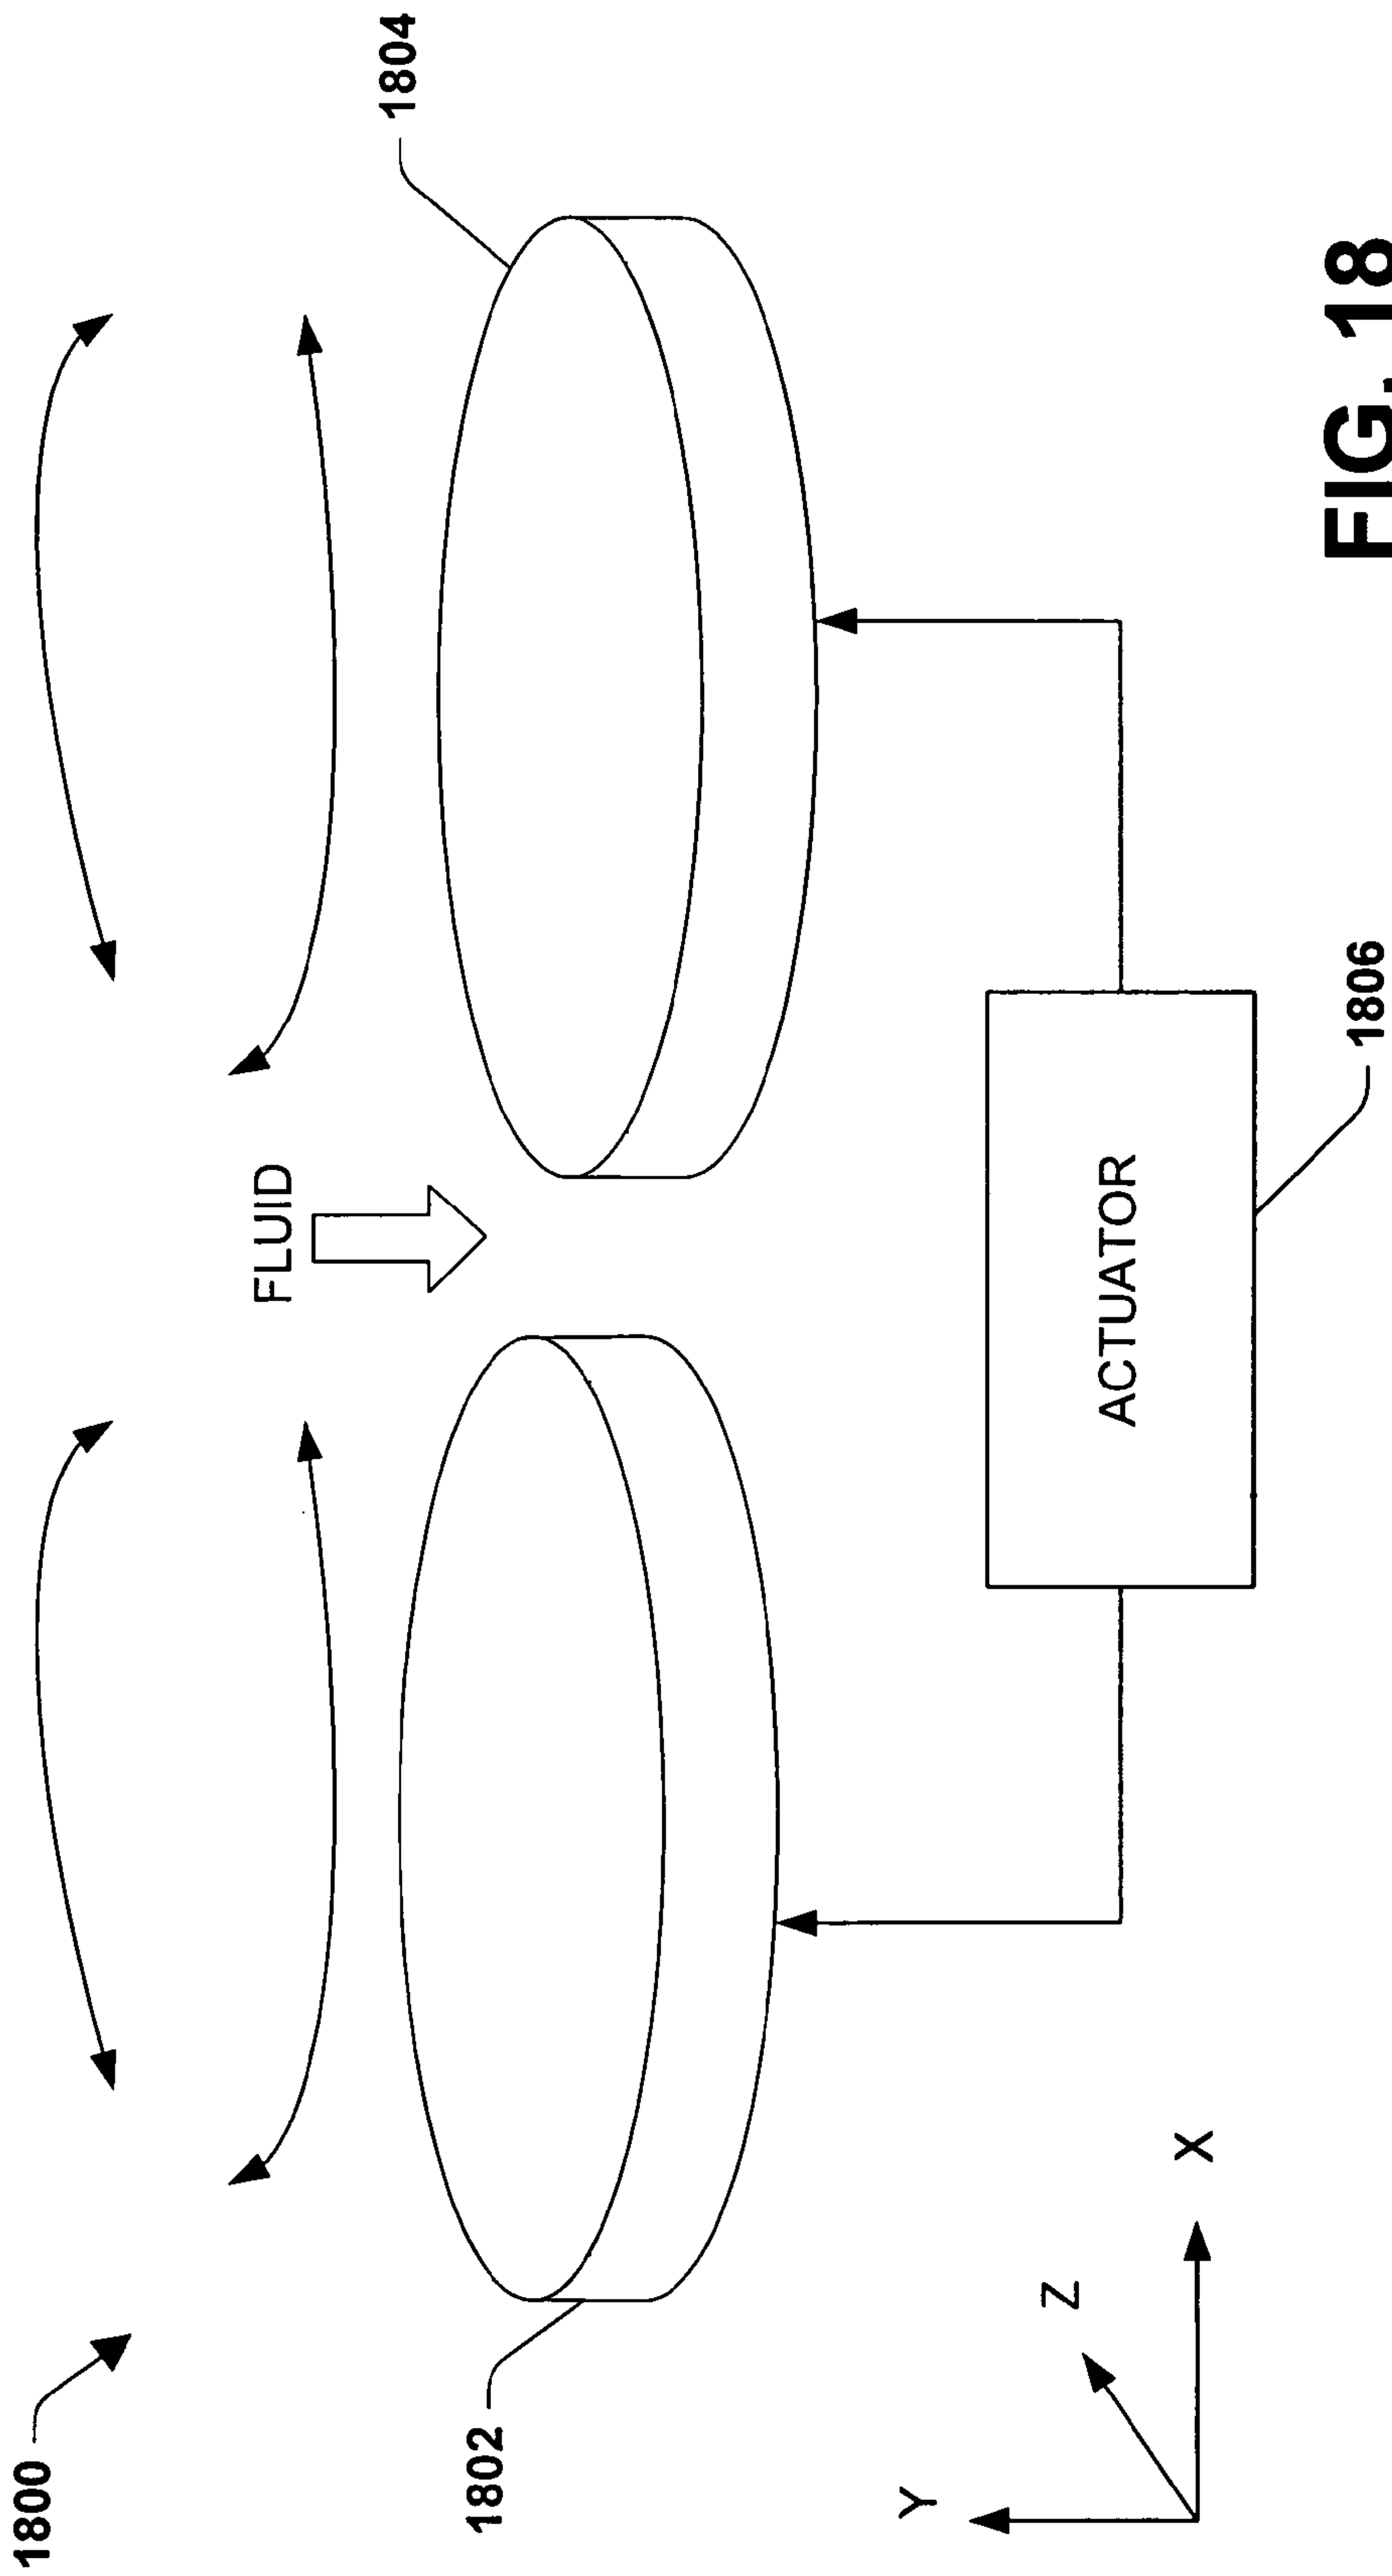 1800
1804
FLUID
1802
ACTUATOR
1806
Y
Z
X
FIG. 18